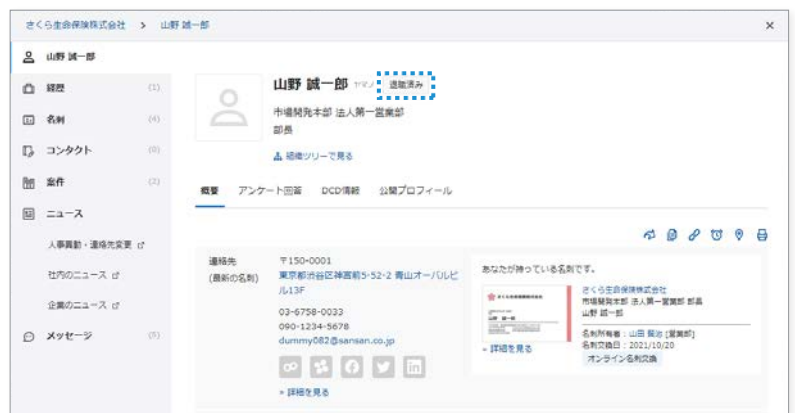 さくら生命保険株式会社 > 山野 誠一郎 ×
山野 誠一郎
経歴 (1)
名刺 (4)
コンタクト (0)
案件 (2)
ニュース
人事異動・連絡先変更
社内のニュース
企業のニュース
メッセージ (5)
山野 誠一郎 ヤマノ 退職済み
市場開発本部 法人第一営業部
部長
組織ツリーで見る
概要 アンケート回答 DCD情報 公開プロフィール
連絡先
(最新の名刺)
〒150-0001
東京都渋谷区神宮前5-52-2 青山オーバルビ
ル13F
03-6758-0033
090-1234-5678
dummy082@sansan.co.jp
» 詳細を見る
あなたが持っている名刺です。
さくら生命保険株式会社
» 詳細を見る
さくら生命保険株式会社
市場開発本部 法人第一営業部 部長
山野 誠一郎
名刺所有者 : 山田 賢治 [営業部]
名刺交換日 : 2021/10/20
オンライン名刺交換